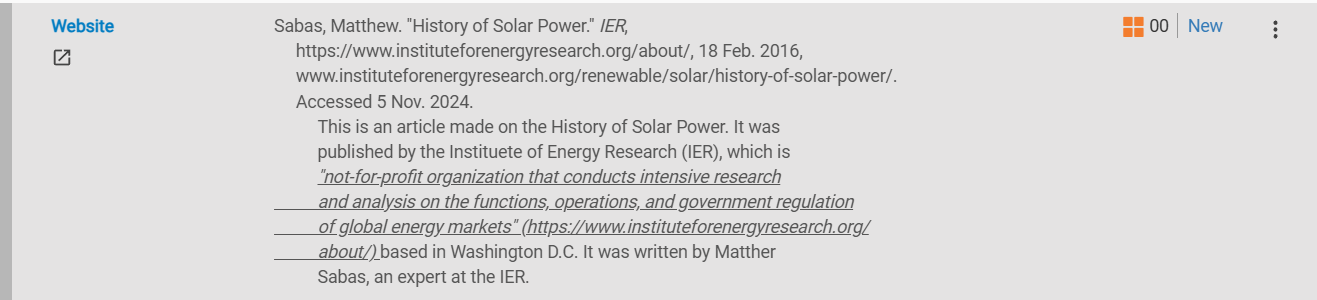 Website
Sabas, Matthew. "History of Solar Power." IER,
https://www.instituteforenergyresearch.org/about/, 18 Feb. 2016,
www.instituteforenergyresearch.org/renewable/solar/history-of-solar-power/.
Accessed 5 Nov. 2024.
This is an article made on the History of Solar Power. It was
published by the Instituete of Energy Research (IER), which is
"not-for-profit organization that conducts intensive research
and analysis on the functions, operations, and government regulation
of global energy markets" (https://www.instituteforenergyresearch.org/
about/) based in Washington D.C. It was written by Matther
Sabas, an expert at the IER.
00 New